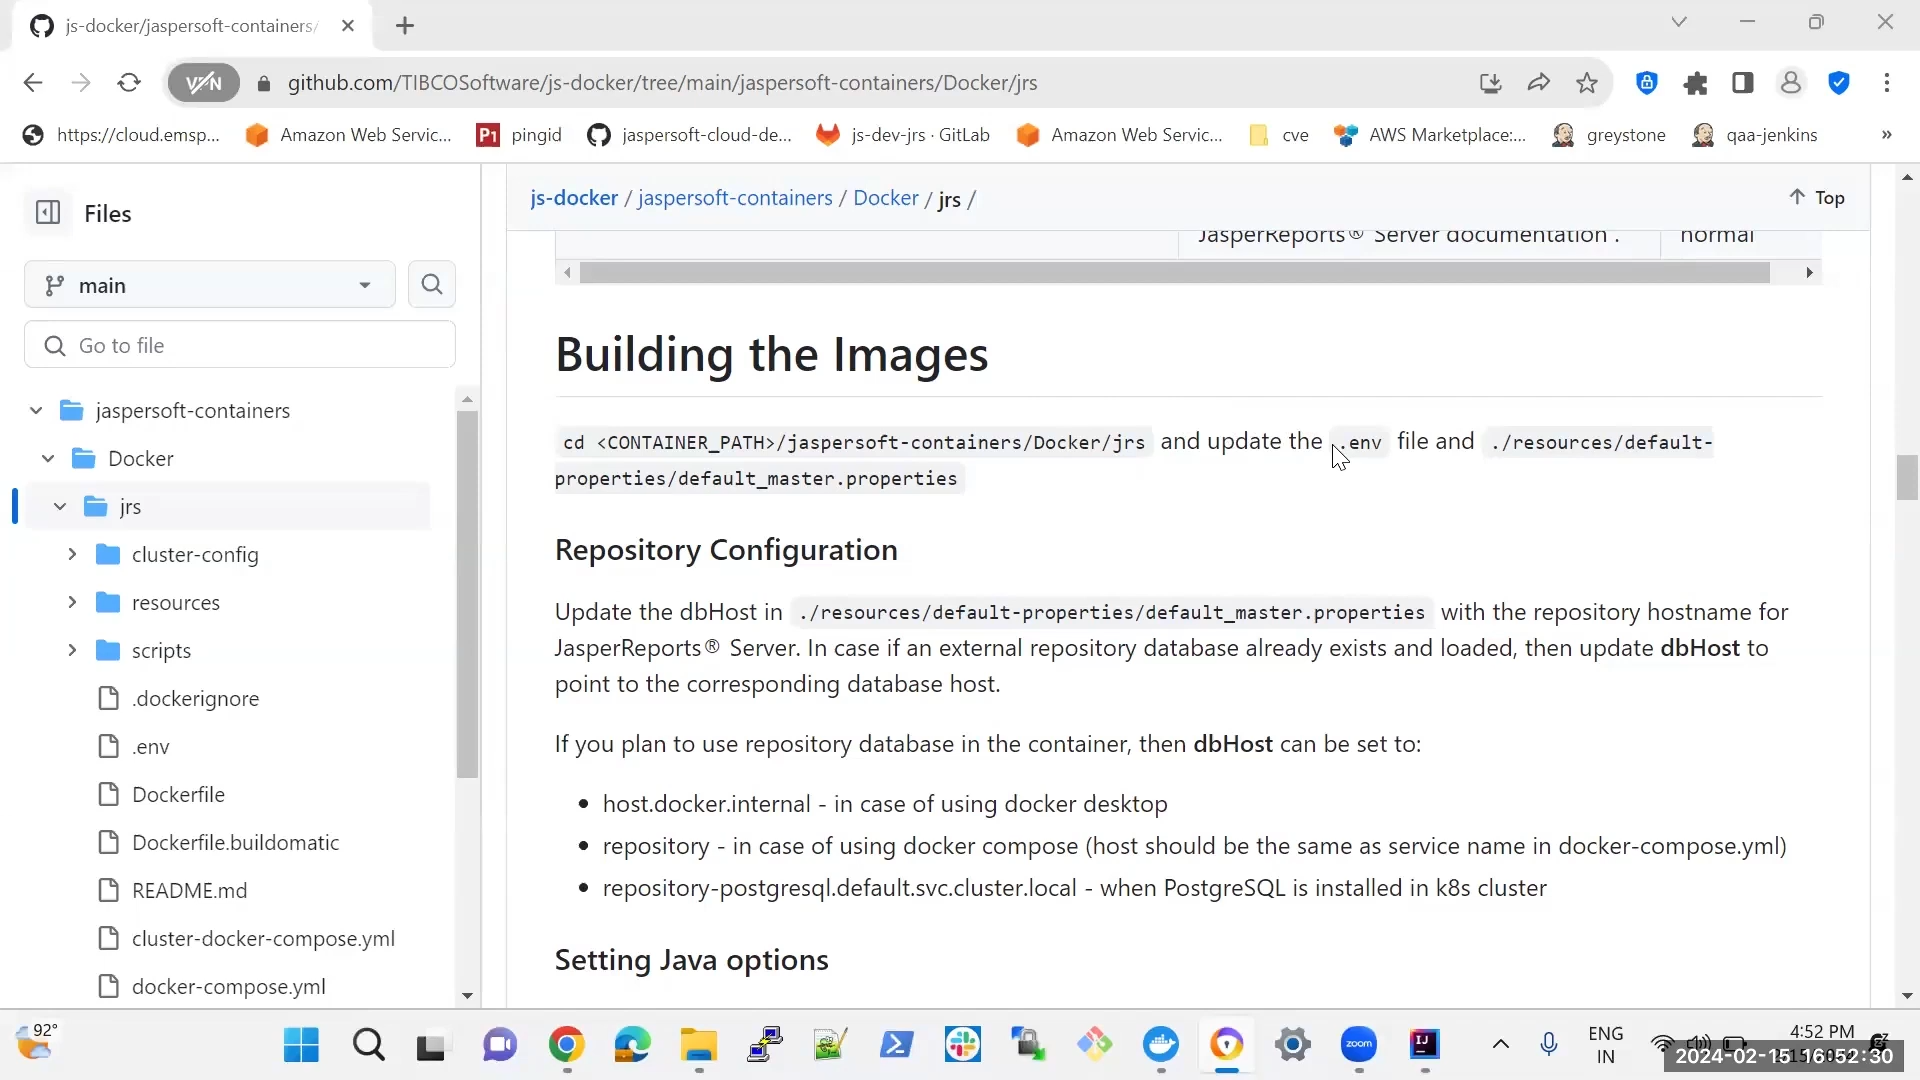 js-docker/jaspersoft-containers/
VPN
github.com/TIBCOSoftware/js-docker/tree/main/jaspersoft-containers/Docker/jrs
https://cloud.emsp...
Amazon Web Servic...
P1 pingid
jaspersoft-cloud-de...
js-dev-jrs · GitLab
Amazon Web Servic...
cve
AWS Marketplace:...
greystone
qaa-jenkins
»
Files
main
Go to file
jaspersoft-containers
Docker
jrs
cluster-config
resources
scripts
.dockerignore
.env
Dockerfile
Dockerfile.buildomatic
README.md
cluster-docker-compose.yml
docker-compose.yml
js-docker / jaspersoft-containers / Docker / jrs /
Top
JasperReports® Server documentation .
normal
Building the Images
cd <CONTAINER_PATH>/jaspersoft-containers/Docker/jrs and update the .env file and ./resources/default-
properties/default_master.properties
Repository Configuration
Update the dbHost in ./resources/default-properties/default_master.properties with the repository hostname for
JasperReports® Server. In case if an external repository database already exists and loaded, then update dbHost to
point to the corresponding database host.
If you plan to use repository database in the container, then dbHost can be set to:
• host.docker.internal - in case of using docker desktop
• repository - in case of using docker compose (host should be the same as service name in docker-compose.yml)
• repository-postgresql.default.svc.cluster.local - when PostgreSQL is installed in k8s cluster
Setting Java options
92°
zoom
IJ
ENG
IN
4:52 PM
2024-02-15 16:52:30